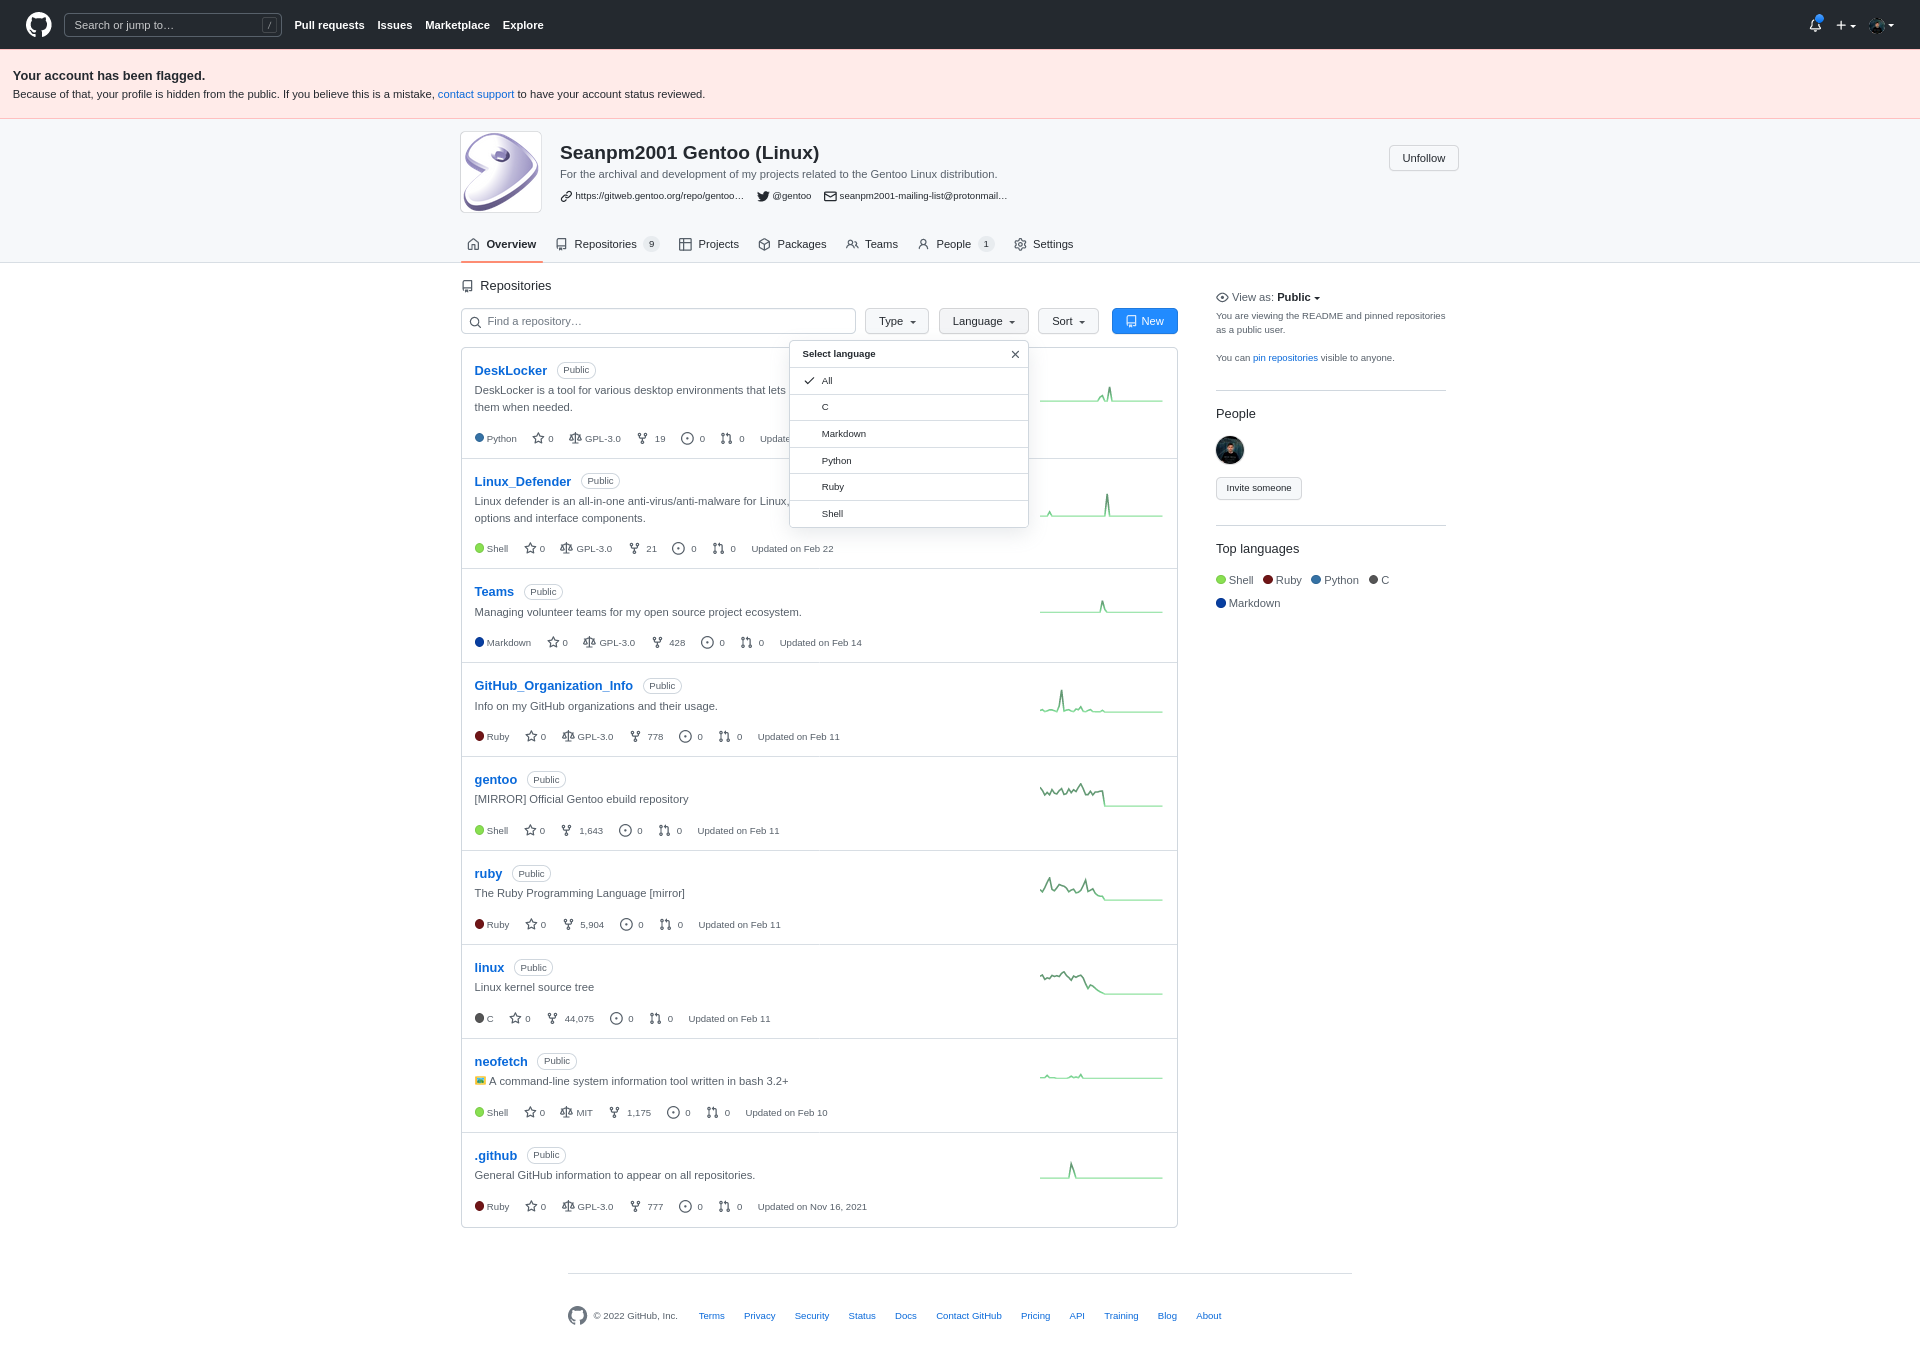 Search or jump to…
/
Pull requests
Issues
Marketplace
Explore
Your account has been flagged.
Because of that, your profile is hidden from the public. If you believe this is a mistake, contact support to have your account status reviewed.
Seanpm2001 Gentoo (Linux)
For the archival and development of my projects related to the Gentoo Linux distribution.
https://gitweb.gentoo.org/repo/gentoo…
@gentoo
seanpm2001-mailing-list@protonmail…
Unfollow
Overview
Repositories 9
Projects
Packages
Teams
People 1
Settings
Repositories
Find a repository…
Type
Language
Sort
New
Select language
All
C
Markdown
Python
Ruby
Shell
DeskLocker Public
DeskLocker is a tool for various desktop environments that lets
them when needed.
Python 0 GPL-3.0 19 0 0 Update
Linux_Defender Public
Linux defender is an all-in-one anti-virus/anti-malware for Linux,
options and interface components.
Shell 0 GPL-3.0 21 0 0 Updated on Feb 22
Teams Public
Managing volunteer teams for my open source project ecosystem.
Markdown 0 GPL-3.0 428 0 0 Updated on Feb 14
GitHub_Organization_Info Public
Info on my GitHub organizations and their usage.
Ruby 0 GPL-3.0 778 0 0 Updated on Feb 11
gentoo Public
[MIRROR] Official Gentoo ebuild repository
Shell 0 1,643 0 0 Updated on Feb 11
ruby Public
The Ruby Programming Language [mirror]
Ruby 0 5,904 0 0 Updated on Feb 11
linux Public
Linux kernel source tree
C 0 44,075 0 0 Updated on Feb 11
neofetch Public
A command-line system information tool written in bash 3.2+
Shell 0 MIT 1,175 0 0 Updated on Feb 10
.github Public
General GitHub information to appear on all repositories.
Ruby 0 GPL-3.0 777 0 0 Updated on Nov 16, 2021
View as: Public
You are viewing the README and pinned repositories
as a public user.
You can pin repositories visible to anyone.
People
Invite someone
Top languages
Shell Ruby Python C
Markdown
© 2022 GitHub, Inc.
Terms
Privacy
Security
Status
Docs
Contact GitHub
Pricing
API
Training
Blog
About